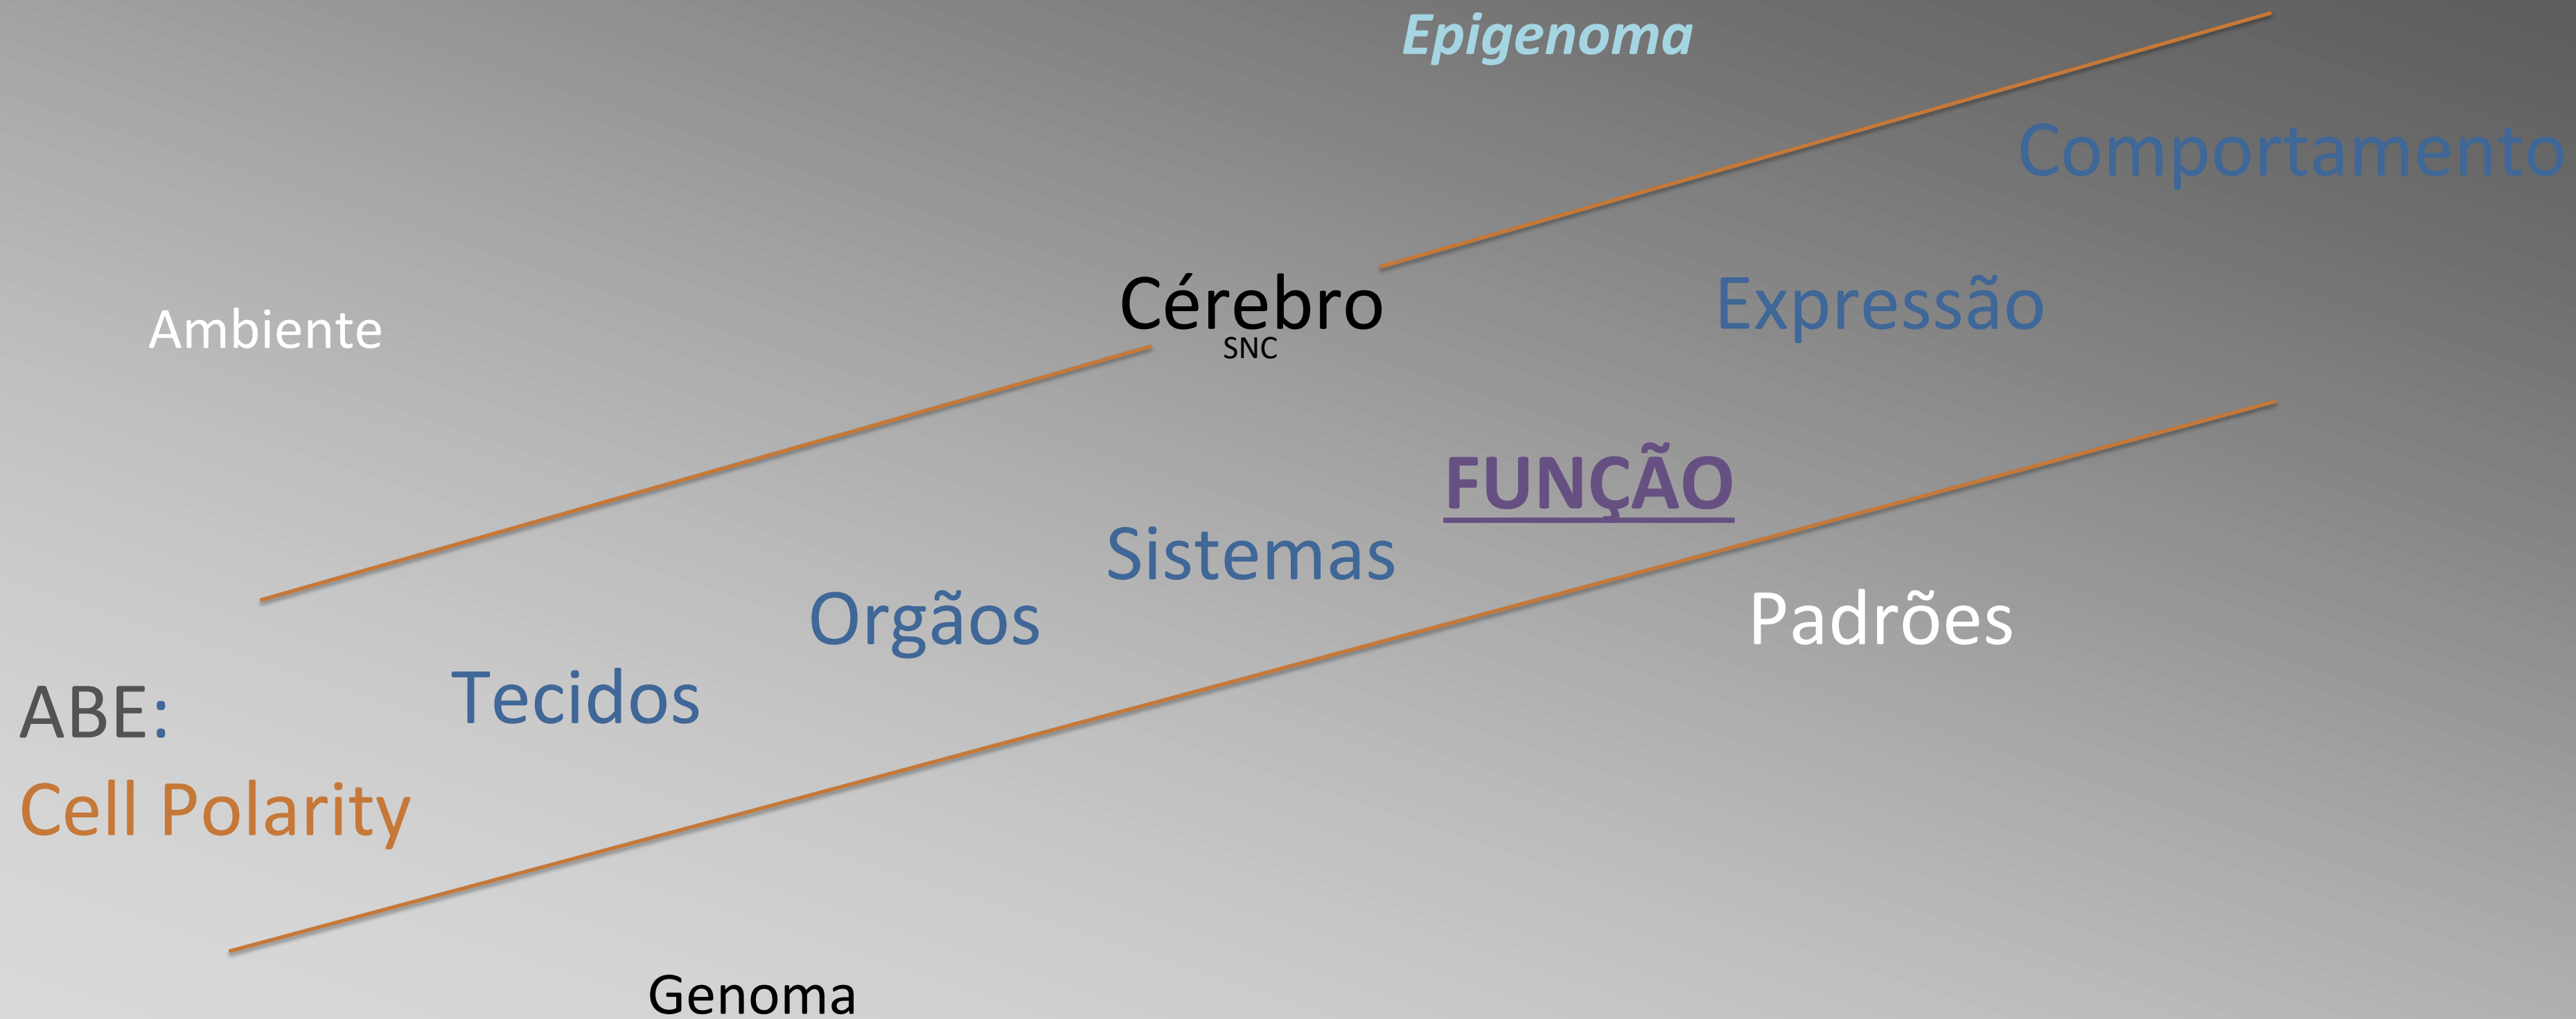 Epigenoma
Comportamento
Cérebro
SNC
Expressão
Ambiente
FUNÇÃO
Sistemas
Orgãos
Padrões
Tecidos
ABE:
Cell Polarity
Genoma